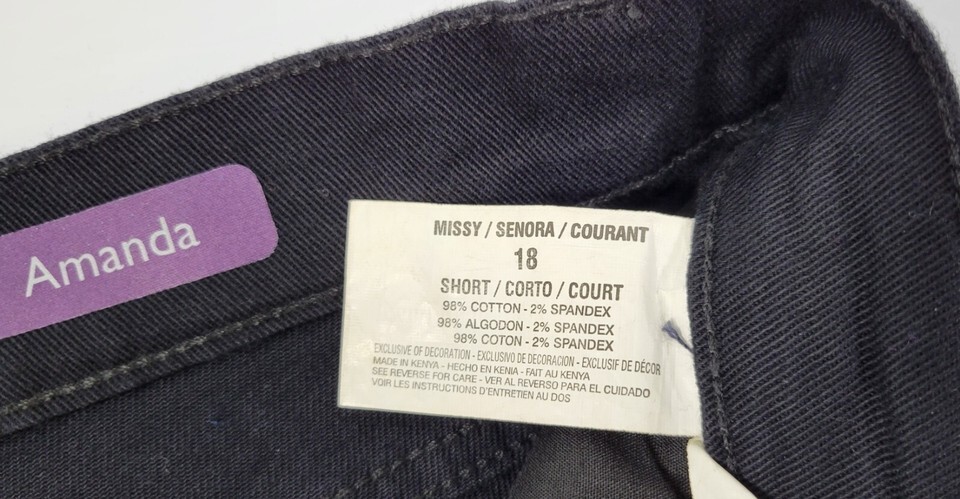 Amanda
MISSY / SENORA / COURANT
18
SHORT / CORTO / COURT
98% COTTON - 2% SPANDEX
98% ALGODON - 2% SPANDEX
98% COTON - 2% SPANDEX
EXCLUSIVE OF DECORATION - EXCLUSIVO DE DECORACION - EXCLUSIF DE DÉCOR
MADE IN KENYA - HECHO EN KENIA - FAIT AU KENYA
SEE REVERSE FOR CARE - VER AL REVERSO PARA EL CUIDADO
VOIR LES INSTRUCTIONS D'ENTRETIEN AU DOS